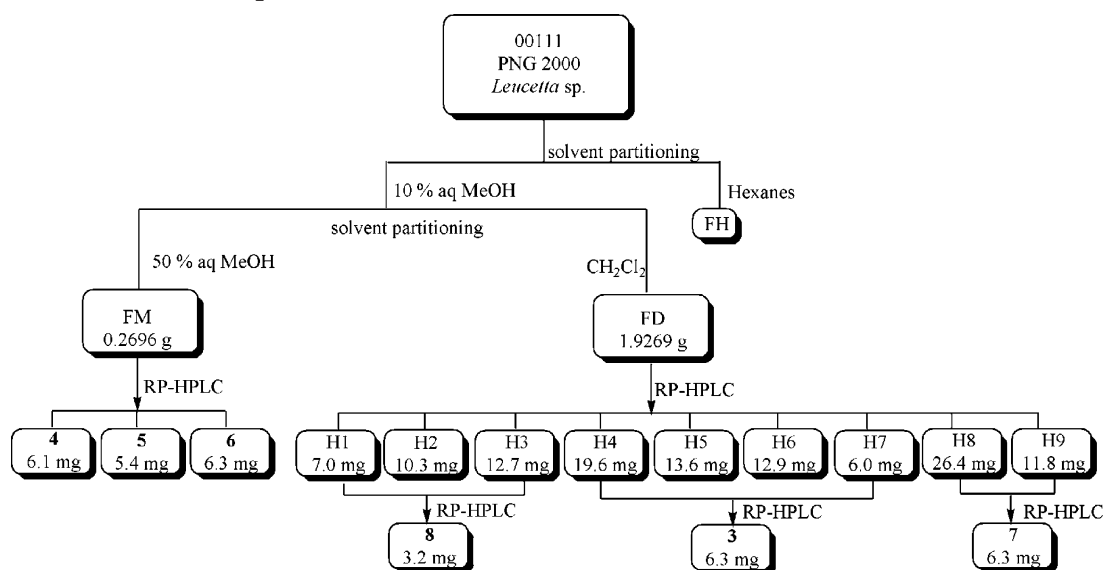 00111
PNG 2000
Leucetta sp.
solvent partitioning
10 % aq MeOH
Hexanes
FH
solvent partitioning
50 % aq MeOH
CH₂Cl₂
FM
0.2696 g
FD
1.9269 g
RP-HPLC
RP-HPLC
4
6.1 mg
5
5.4 mg
6
6.3 mg
H1
7.0 mg
H2
10.3 mg
H3
12.7 mg
H4
19.6 mg
H5
13.6 mg
H6
12.9 mg
H7
6.0 mg
H8
26.4 mg
H9
11.8 mg
RP-HPLC
RP-HPLC
RP-HPLC
8
3.2 mg
3
6.3 mg
7
6.3 mg